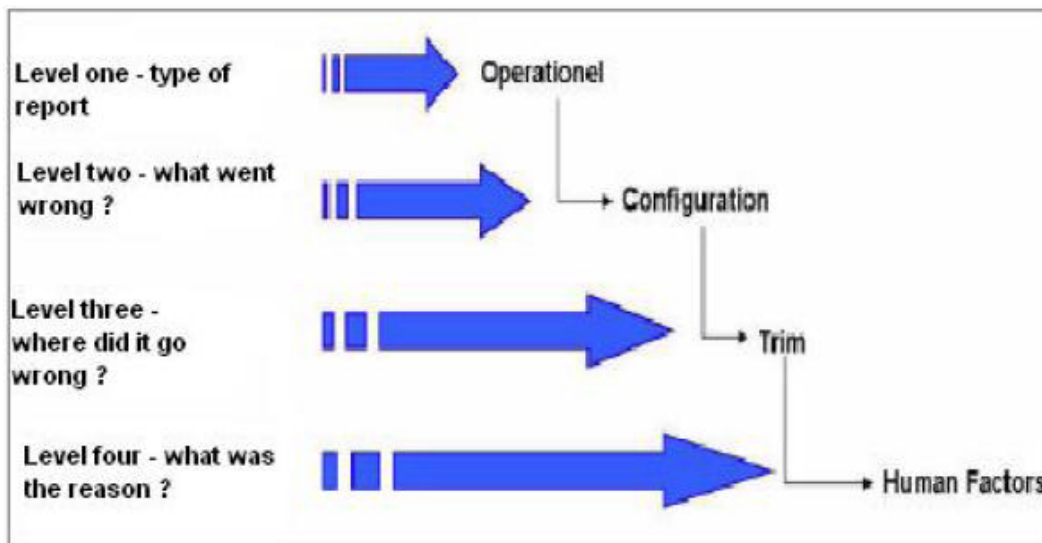 Level one - type of
report
Operationel
Level two - what went
wrong ?
Configuration
Level three -
where did it go
wrong ?
Trim
Level four - what was
the reason ?
Human Factors